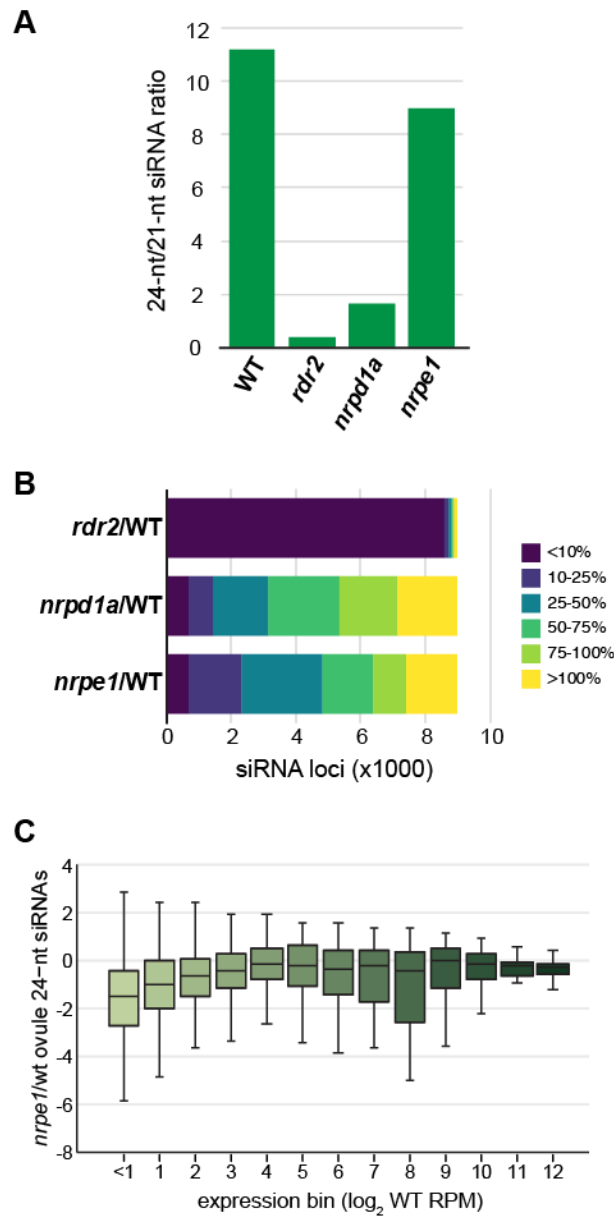 A
24-nt/21-nt siRNA ratio
12
10
8
6
4
2
0
WT
rdr2
nrpd1a
nrpe1
B
rdr2/WT
nrpd1a/WT
nrpe1/WT
<10%
10-25%
25-50%
50-75%
75-100%
>100%
0 2 4 6 8 10
siRNA loci (x1000)
C
nrpe1/wt ovule 24−nt siRNAs
4
2
0
-2
-4
-6
-8
<1 1 2 3 4 5 6 7 8 9 10 11 12
expression bin (log2 WT RPM)